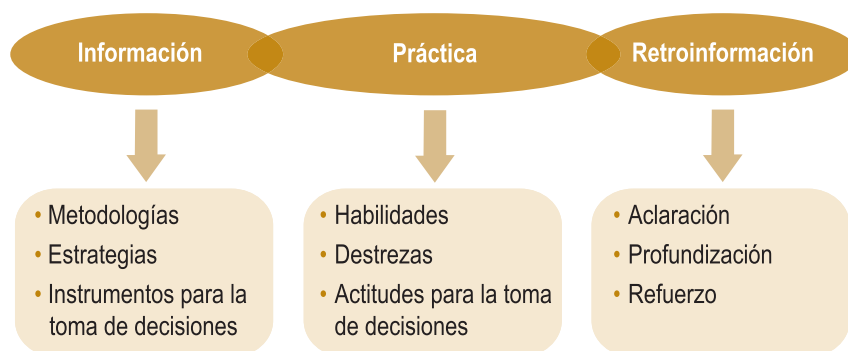 Información
Práctica
Retroinformación
• Metodologías
• Estrategias
• Instrumentos para la
toma de decisiones
• Habilidades
• Destrezas
• Actitudes para la toma
de decisiones
• Aclaración
• Profundización
• Refuerzo